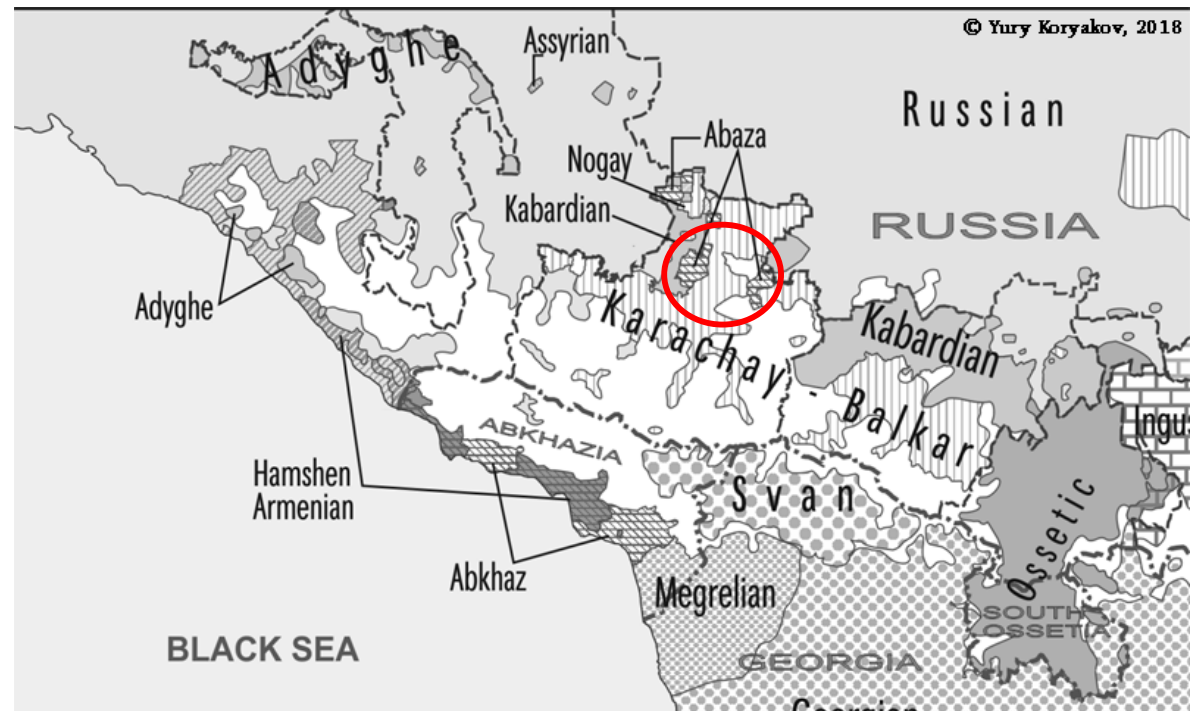 © Yury Koryakov, 2018
Adyghe
Assyrian
Russian
Abaza
Nogay
Kabardian
RUSSIA
Adyghe
Karachay - Balkar
Kabardian
ABKHAZIA
Ingus
Hamshen
Armenian
Svan
Ossetic
Abkhaz
Megrelian
SOUTH
OSSETIA
BLACK SEA
GEORGIA
Georgian